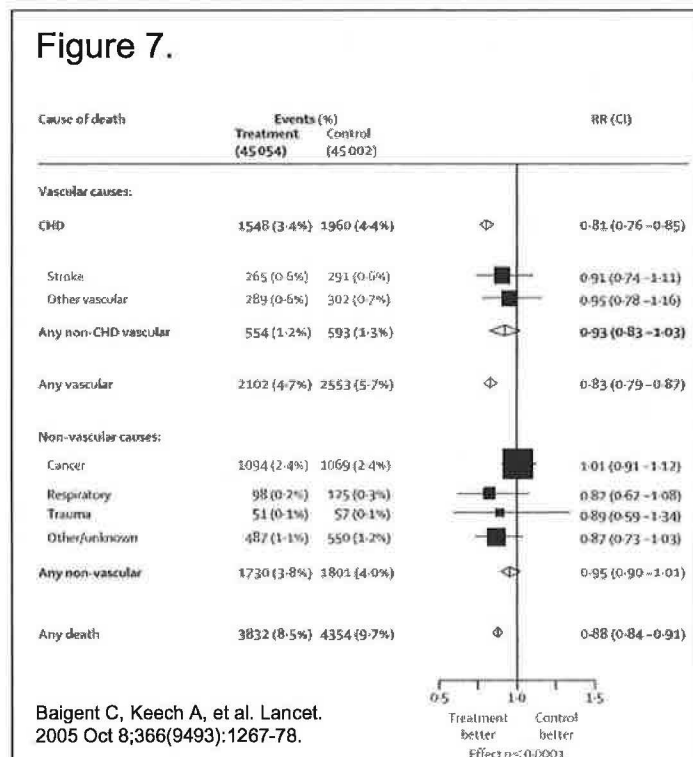 Figure 7.
Cause of death Events (%) RR (CI)
Treatment Control
(45 054) (45 002)
Vascular causes:
CHD 1548 (3·4%) 1960 (4·4%) 0·81 (0·76–0·85)
Stroke 265 (0·6%) 291 (0·6%) 0·91 (0·74–1·11)
Other vascular 289 (0·6%) 302 (0·7%) 0·95 (0·78–1·16)
Any non-CHD vascular 554 (1·2%) 593 (1·3%) 0·93 (0·83–1·03)
Any vascular 2102 (4·7%) 2553 (5·7%) 0·83 (0·79–0·87)
Non-vascular causes:
Cancer 1094 (2·4%) 1069 (2·4%) 1·01 (0·91–1·12)
Respiratory 98 (0·2%) 125 (0·3%) 0·82 (0·62–1·08)
Trauma 51 (0·1%) 57 (0·1%) 0·89 (0·59–1·34)
Other/unknown 487 (1·1%) 550 (1·2%) 0·87 (0·73–1·03)
Any non-vascular 1730 (3·8%) 1801 (4·0%) 0·95 (0·90–1·01)
Any death 3832 (8·5%) 4354 (9·7%) 0·88 (0·84–0·91)
0·5 1·0 1·5
Treatment better Control better
Effect p<0·0001
Baigent C, Keech A, et al. Lancet.
2005 Oct 8;366(9493):1267-78.